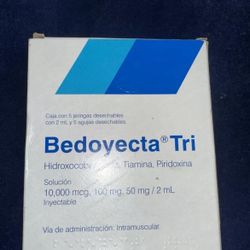 Caja con 5 jeringas desechables
con 2 mL y 5 agujas desechables.
Bedoyecta® Tri
Tiamina, Piridoxina
Solución
10,000 mcg, 100 mg, 50 mg / 2 mL
Inyectable
Vía de administración: Intramuscular